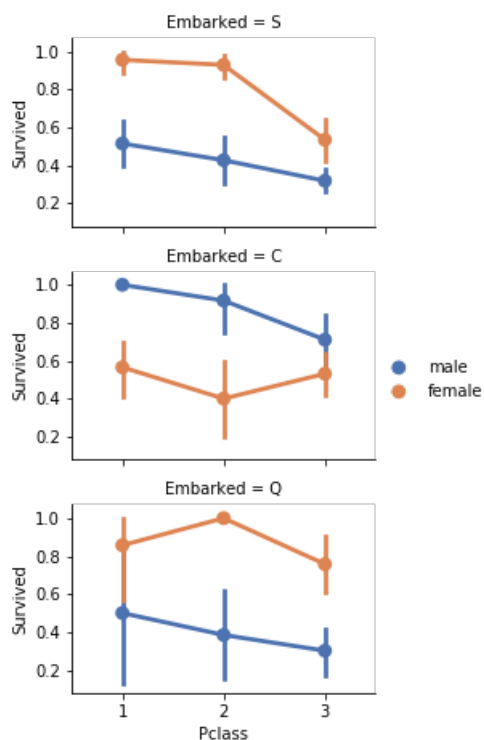 Embarked = S
1.0
0.8
0.6
0.4
0.2
Survived
Embarked = C
1.0
0.8
0.6
0.4
0.2
Survived
male
female
Embarked = Q
1.0
0.8
0.6
0.4
0.2
Survived
1 2 3
Pclass